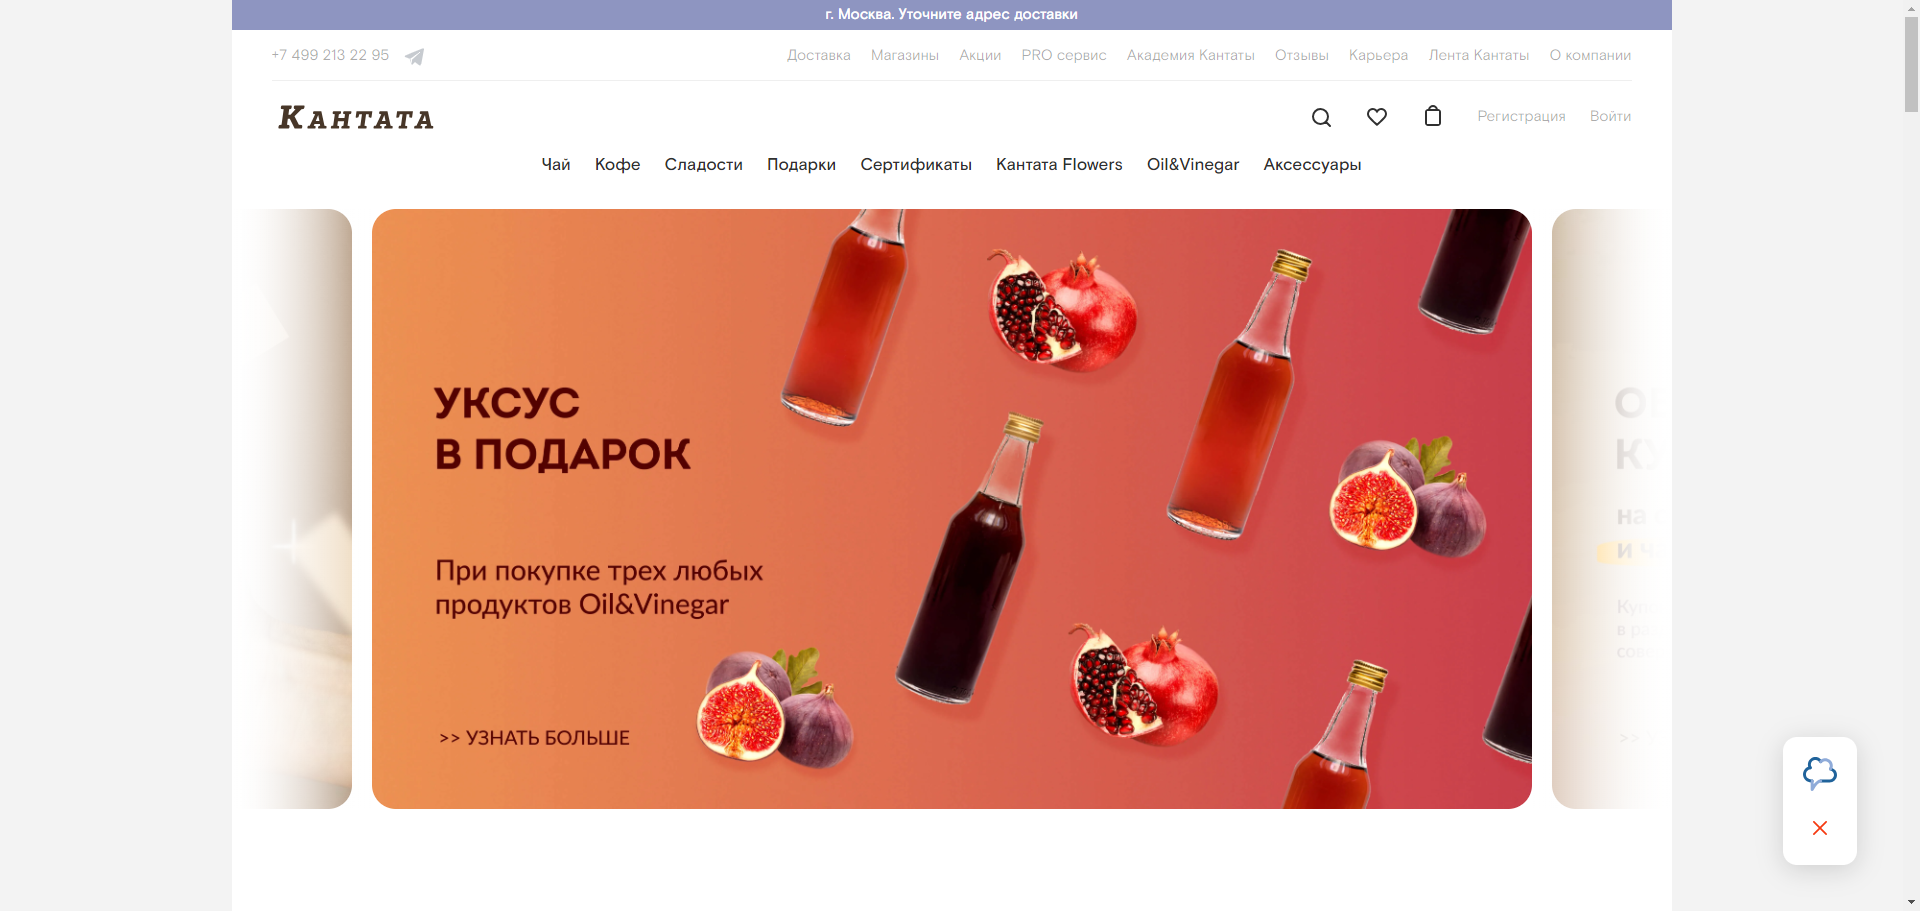 г. Москва. Уточните адрес доставки
+7 499 213 22 95
Доставка Магазины Акции PRO сервис Академия Кантаты Отзывы Карьера Лента Кантаты О компании
КАНТАТА
Регистрация Войти
Чай Кофе Сладости Подарки Сертификаты Кантата Flowers Oil&Vinegar Аксессуары
УКСУС
В ПОДАРОК
При покупке трех любых
продуктов Oil&Vinegar
>> УЗНАТЬ БОЛЬШЕ
на
и
>>